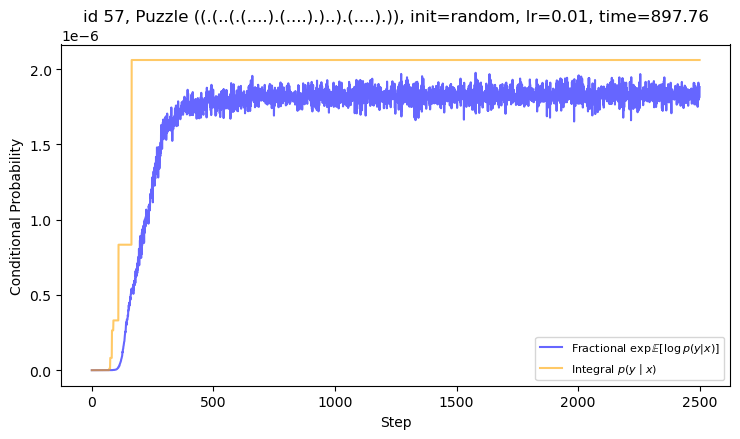 id 57, Puzzle ((.(..(.(....).(....).)..).(....).)), init=random, lr=0.01, time=897.76
1e−6
2.0
1.5
1.0
0.5
0.0
Conditional Probability
0
500
1000
1500
2000
2500
Step
Fractional exp𝔼[log p(y|x)]
Integral p(y | x)